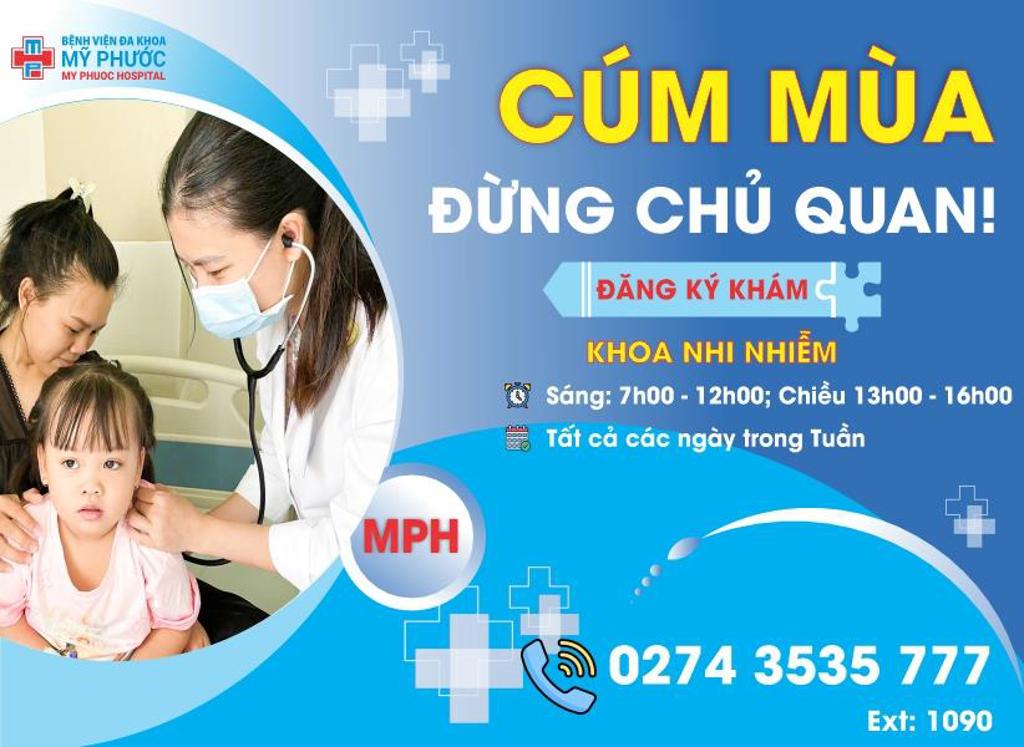 BỆNH VIỆN ĐA KHOA
MỸ PHƯỚC
MY PHUOC HOSPITAL
CÚM MÙA
ĐỪNG CHỦ QUAN!
ĐĂNG KÝ KHÁM
KHOA NHI NHIỄM
Sáng: 7h00 - 12h00; Chiều 13h00 - 16h00
Tất cả các ngày trong Tuần
MPH
0274 3535 777
Ext: 1090